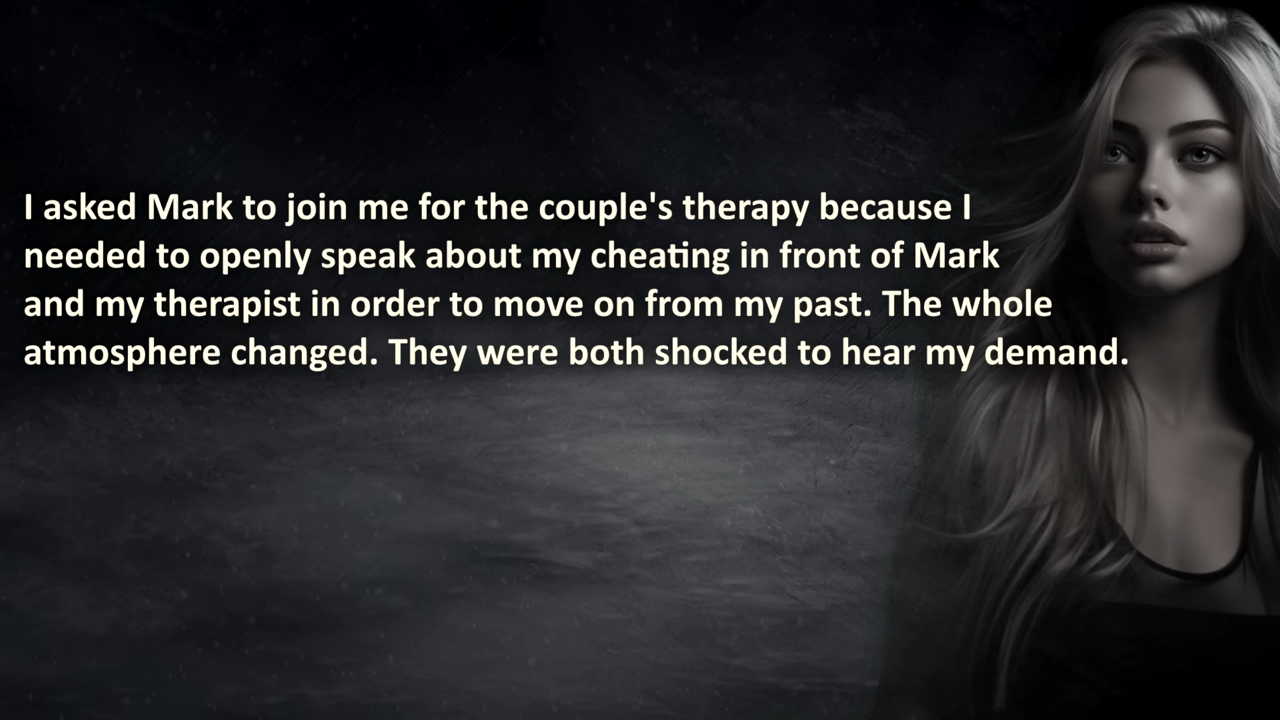 I asked Mark to join me for the couple's therapy because I
needed to openly speak about my cheating in front of Mark
and my therapist in order to move on from my past. The whole
atmosphere changed. They were both shocked to hear my demand.